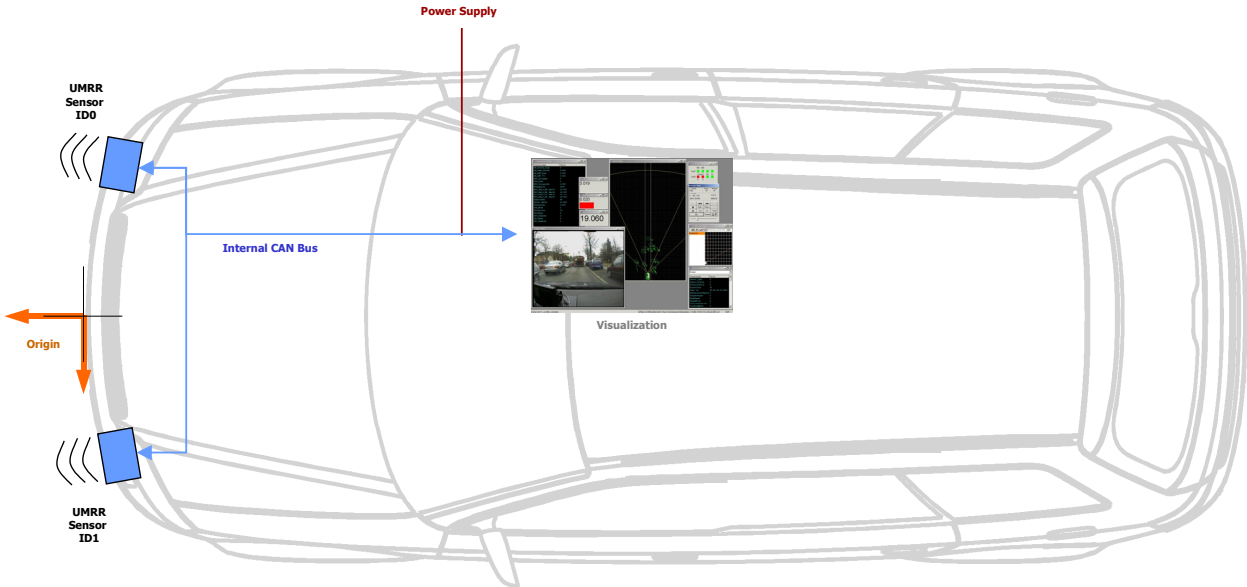 Power Supply
UMRR
Sensor
ID0
Internal CAN Bus
19.060
Visualization
Origin
UMRR
Sensor
ID1